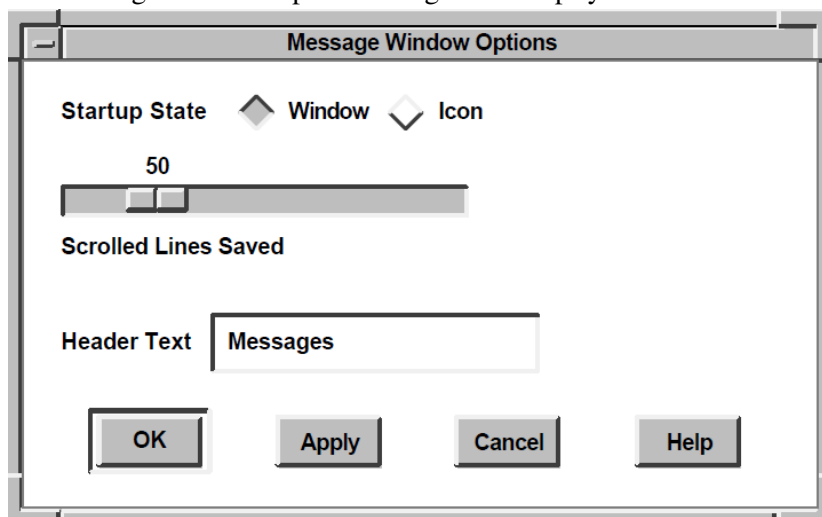 Message Window Options
Startup State Window Icon
50
Scrolled Lines Saved
Header Text Messages
OK Apply Cancel Help